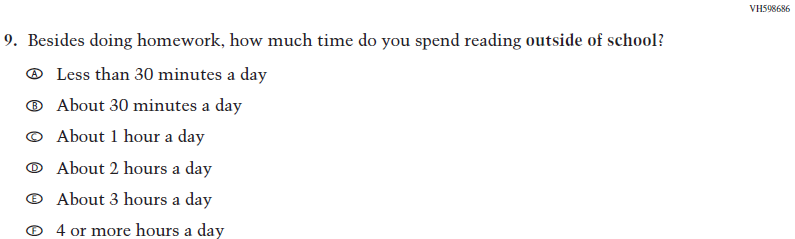 VH598686
9. Besides doing homework, how much time do you spend reading outside of school?
A Less than 30 minutes a day
B About 30 minutes a day
C About 1 hour a day
D About 2 hours a day
E About 3 hours a day
F 4 or more hours a day